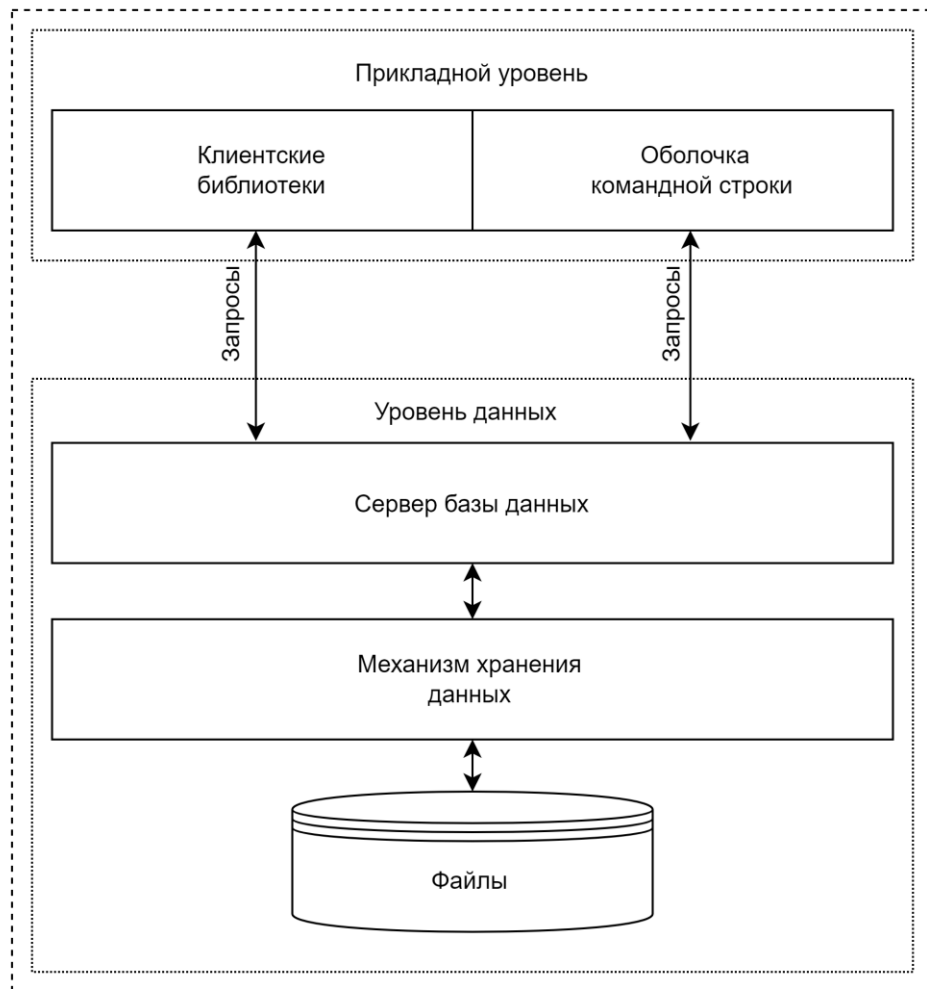 Прикладной уровень
Клиентские
библиотеки
Оболочка
командной строки
Запросы
Запросы
Уровень данных
Сервер базы данных
Механизм хранения
данных
Файлы